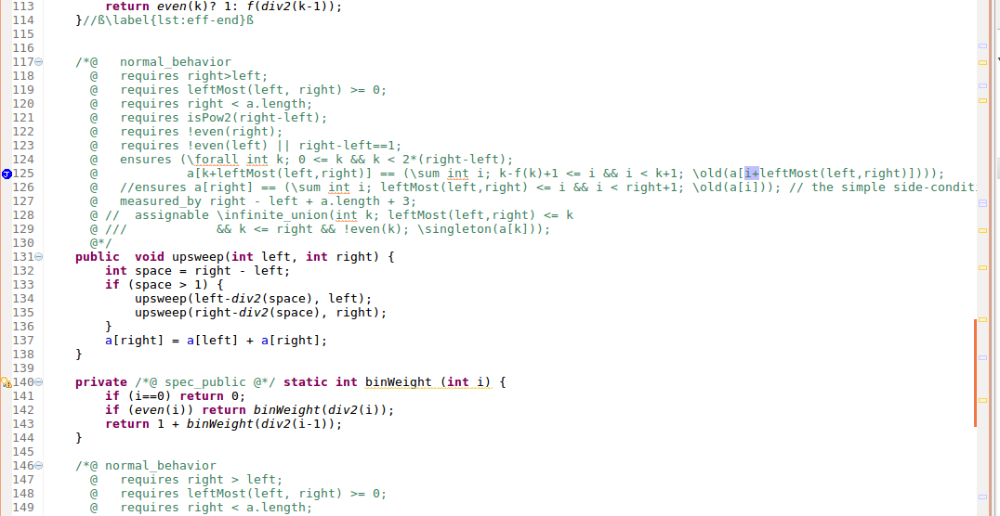 113 return even(k)? 1: f(div2(k-1));
114 }//ß\label{lst:eff-end}ß
115
116
117 /*@ normal_behavior
118 @ requires right>left;
119 @ requires leftMost(left, right) >= 0;
120 @ requires right < a.length;
121 @ requires isPow2(right-left);
122 @ requires !even(right);
123 @ requires !even(left) || right-left==1;
124 @ ensures (\forall int k; 0 <= k && k < 2*(right-left);
125 a[k+leftMost(left,right)] == (\sum int i; k-f(k)+1 <= i && i < k+1; \old(a[i+leftMost(left,right)])));
126 @ //ensures a[right] == (\sum int i; leftMost(left,right) <= i && i < right+1; \old(a[i])); // the simple side-condit
127 @ measured_by right - left + a.length + 3;
128 @ // assignable \infinite_union(int k; leftMost(left,right) <= k
129 @ /// && k <= right && !even(k); \singleton(a[k]));
130 @*/
131 public void upsweep(int left, int right) {
132 int space = right - left;
133 if (space > 1) {
134 upsweep(left-div2(space), left);
135 upsweep(right-div2(space), right);
136 }
137 a[right] = a[left] + a[right];
138 }
139
140 private /*@ spec_public @*/ static int binWeight (int i) {
141 if (i==0) return 0;
142 if (even(i)) return binWeight(div2(i));
143 return 1 + binWeight(div2(i-1));
144 }
145
146 /*@ normal_behavior
147 @ requires right > left;
148 @ requires leftMost(left, right) >= 0;
149 @ requires right < a.length;